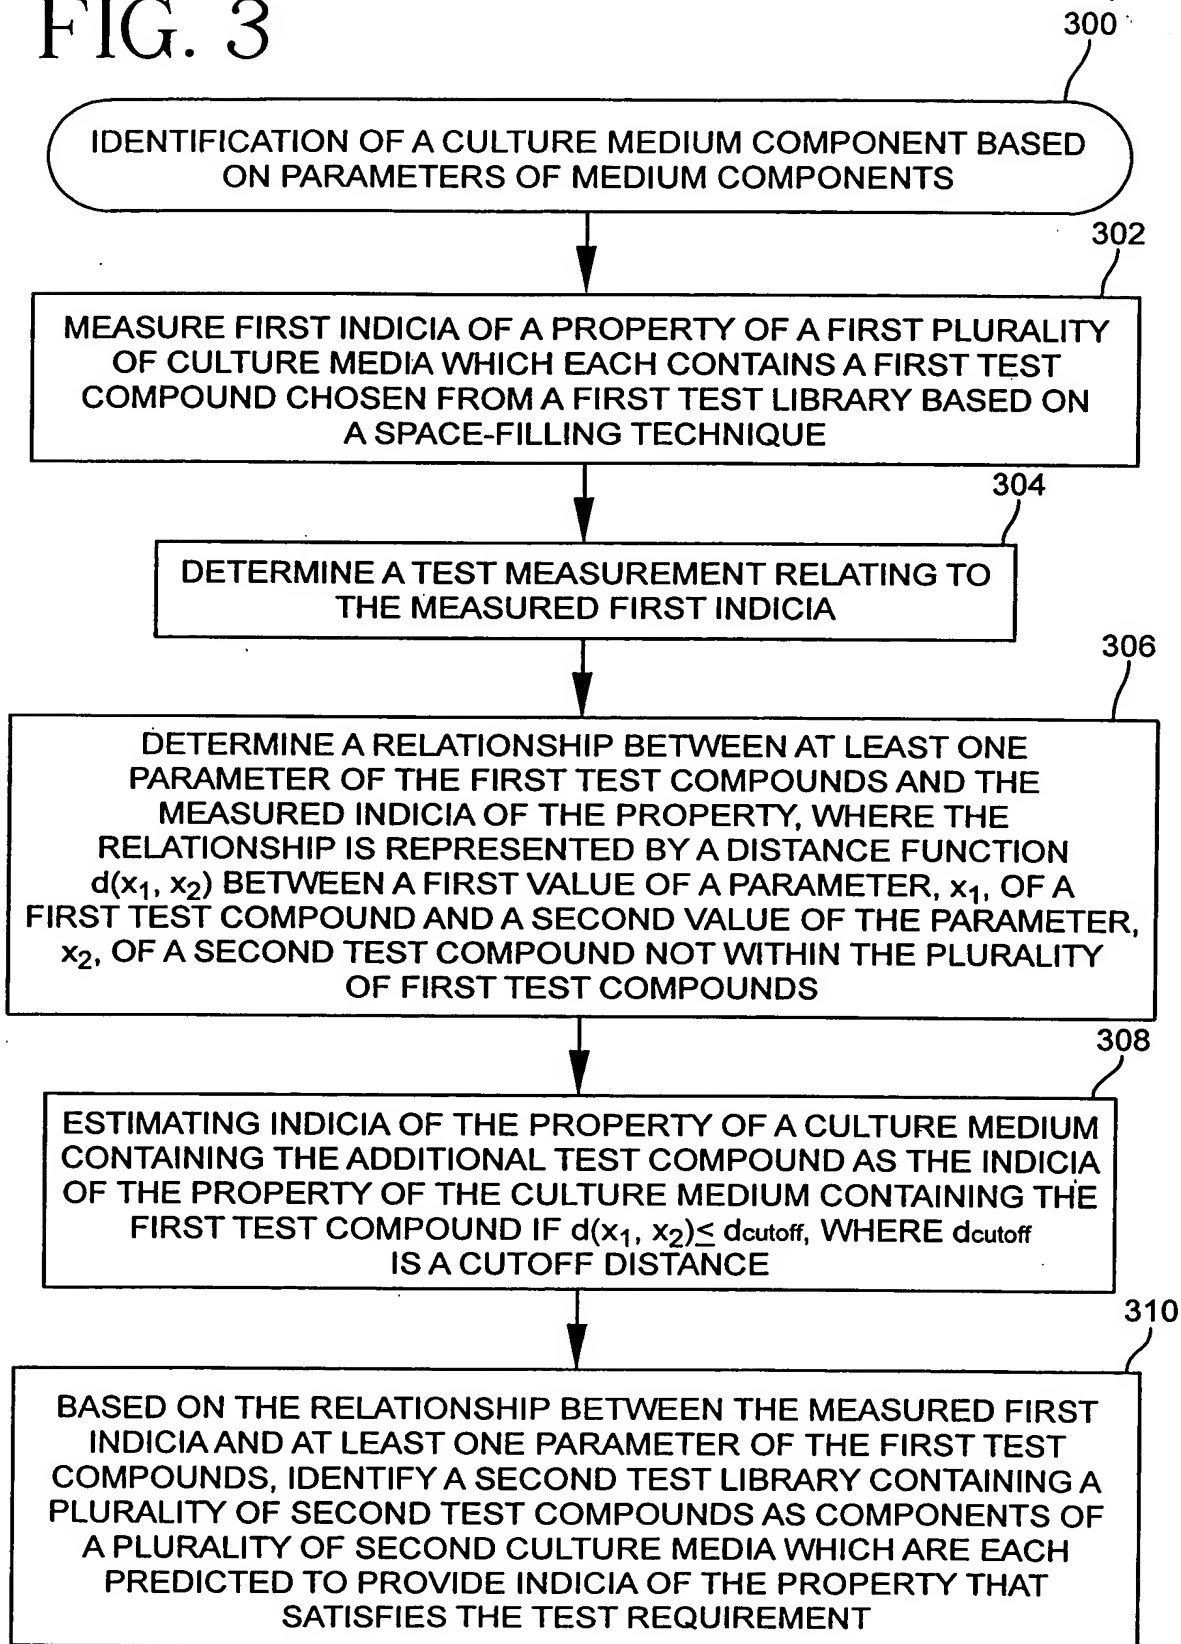 FIG. 3
300
IDENTIFICATION OF A CULTURE MEDIUM COMPONENT BASED
ON PARAMETERS OF MEDIUM COMPONENTS
302
MEASURE FIRST INDICIA OF A PROPERTY OF A FIRST PLURALITY
OF CULTURE MEDIA WHICH EACH CONTAINS A FIRST TEST
COMPOUND CHOSEN FROM A FIRST TEST LIBRARY BASED ON
A SPACE-FILLING TECHNIQUE
304
DETERMINE A TEST MEASUREMENT RELATING TO
THE MEASURED FIRST INDICIA
306
DETERMINE A RELATIONSHIP BETWEEN AT LEAST ONE
PARAMETER OF THE FIRST TEST COMPOUNDS AND THE
MEASURED INDICIA OF THE PROPERTY, WHERE THE
RELATIONSHIP IS REPRESENTED BY A DISTANCE FUNCTION
d(x₁, x₂) BETWEEN A FIRST VALUE OF A PARAMETER, x₁, OF A
FIRST TEST COMPOUND AND A SECOND VALUE OF THE PARAMETER,
x₂, OF A SECOND TEST COMPOUND NOT WITHIN THE PLURALITY
OF FIRST TEST COMPOUNDS
308
ESTIMATING INDICIA OF THE PROPERTY OF A CULTURE MEDIUM
CONTAINING THE ADDITIONAL TEST COMPOUND AS THE INDICIA
OF THE PROPERTY OF THE CULTURE MEDIUM CONTAINING THE
FIRST TEST COMPOUND IF d(x₁, x₂)≤ dcutoff, WHERE dcutoff
IS A CUTOFF DISTANCE
310
BASED ON THE RELATIONSHIP BETWEEN THE MEASURED FIRST
INDICIA AND AT LEAST ONE PARAMETER OF THE FIRST TEST
COMPOUNDS, IDENTIFY A SECOND TEST LIBRARY CONTAINING A
PLURALITY OF SECOND TEST COMPOUNDS AS COMPONENTS OF
A PLURALITY OF SECOND CULTURE MEDIA WHICH ARE EACH
PREDICTED TO PROVIDE INDICIA OF THE PROPERTY THAT
SATISFIES THE TEST REQUIREMENT